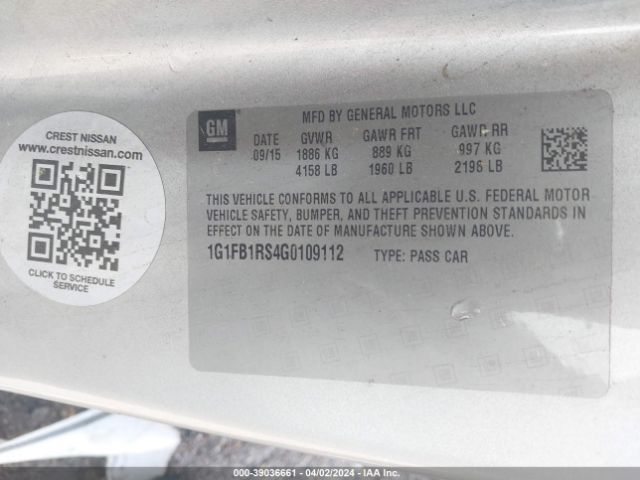 CREST NISSAN
www.crestnissan.com
CLICK TO SCHEDULE
SERVICE
GM
MFD BY GENERAL MOTORS LLC
DATE GVWR GAWR FRT GAWR RR
09/15 1886 KG 889 KG 997 KG
4158 LB 1960 LB 2196 LB
THIS VEHICLE CONFORMS TO ALL APPLICABLE U.S. FEDERAL MOTOR
VEHICLE SAFETY, BUMPER, AND THEFT PREVENTION STANDARDS IN
EFFECT ON THE DATE OF MANUFACTURE SHOWN ABOVE.
1G1FB1RS4G0109112 TYPE: PASS CAR
000-39036661 - 04/02/2024 - IAA Inc.